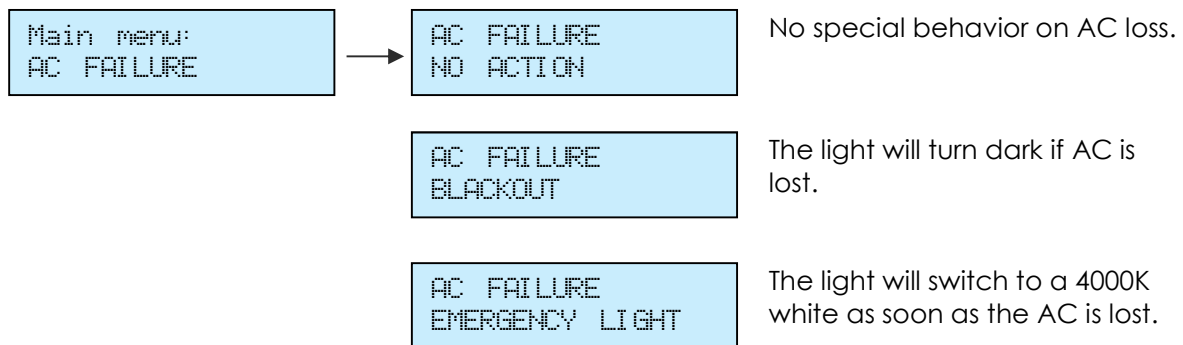 Main menu:
AC FAILURE
AC FAILURE
NO ACTION
No special behavior on AC loss.
AC FAILURE
BLACKOUT
The light will turn dark if AC is
lost.
AC FAILURE
EMERGENCY LIGHT
The light will switch to a 4000K
white as soon as the AC is lost.